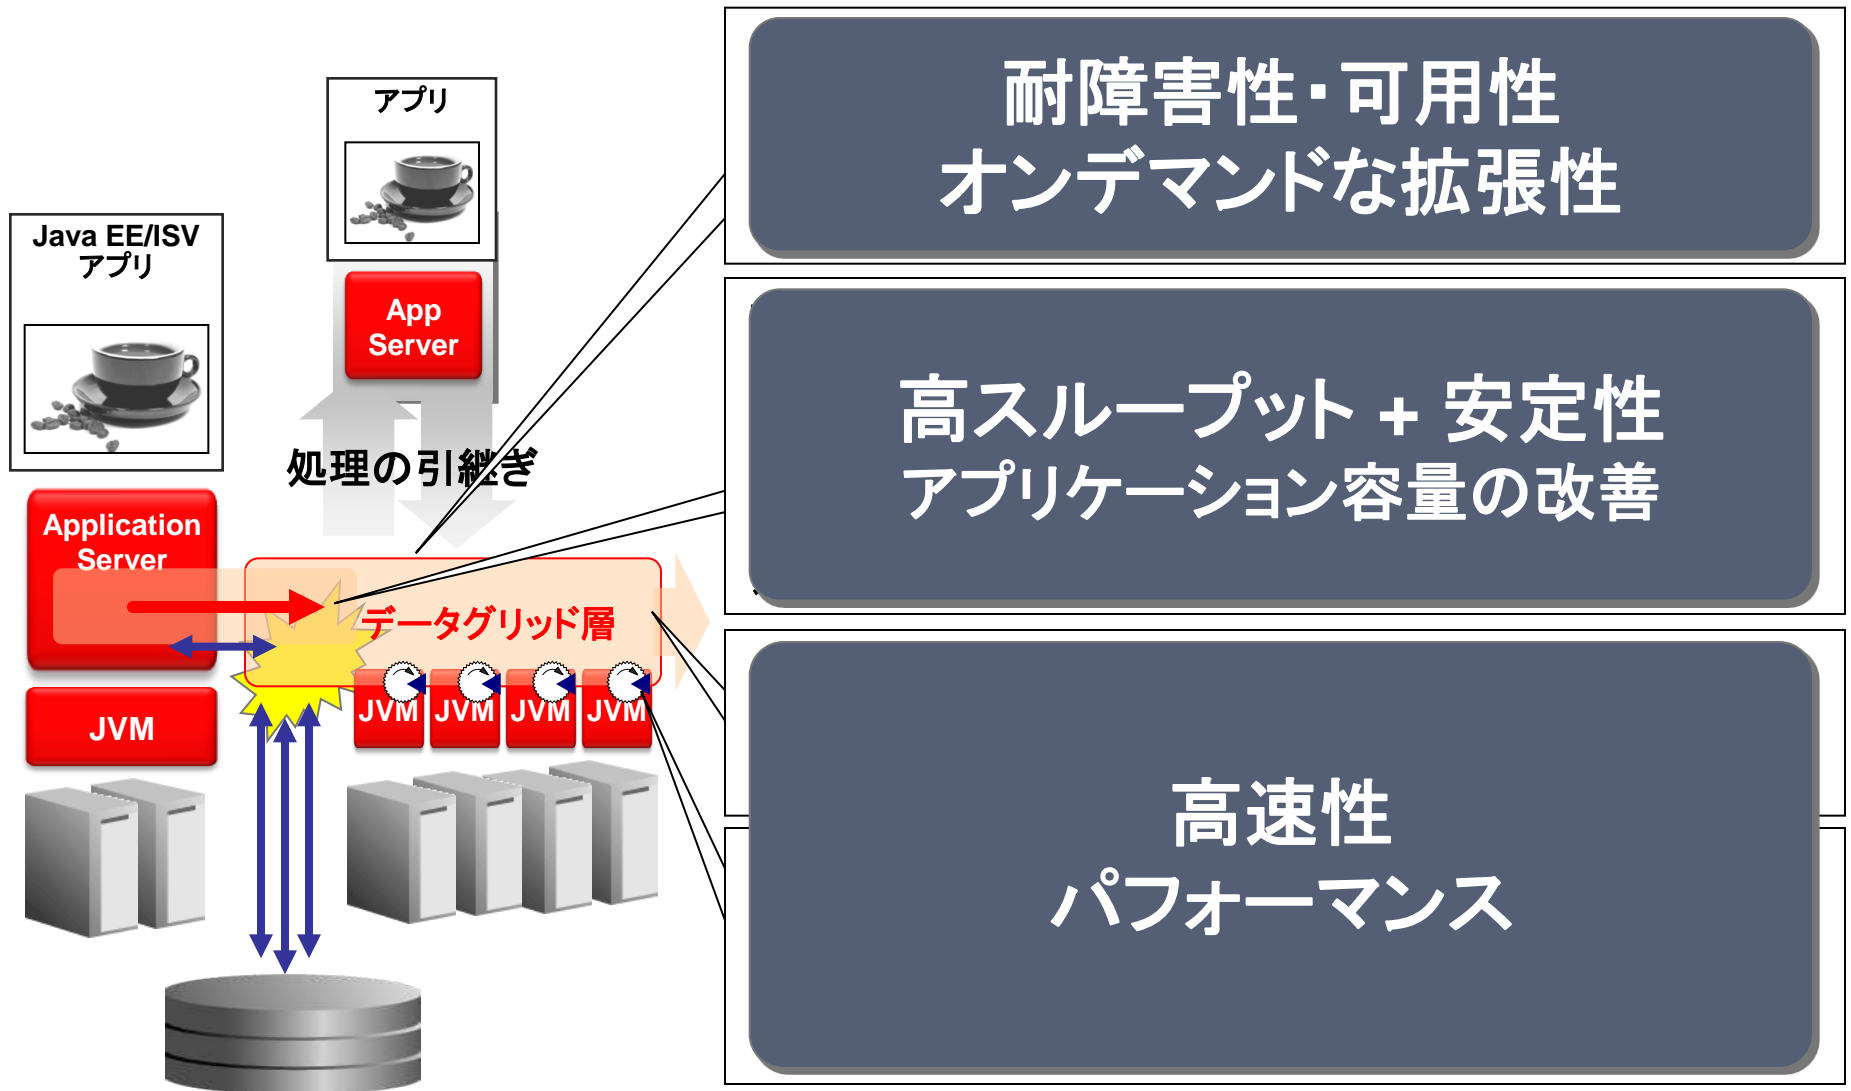 アプリ
Java EE/ISV
アプリ
App
Server
処理の引継ぎ
Application
Server
データグリッド層
JVM
JVM
JVM
JVM
JVM
耐障害性・可用性
オンデマンドな拡張性
高スループット + 安定性
アプリケーション容量の改善
高速性
パフォーマンス